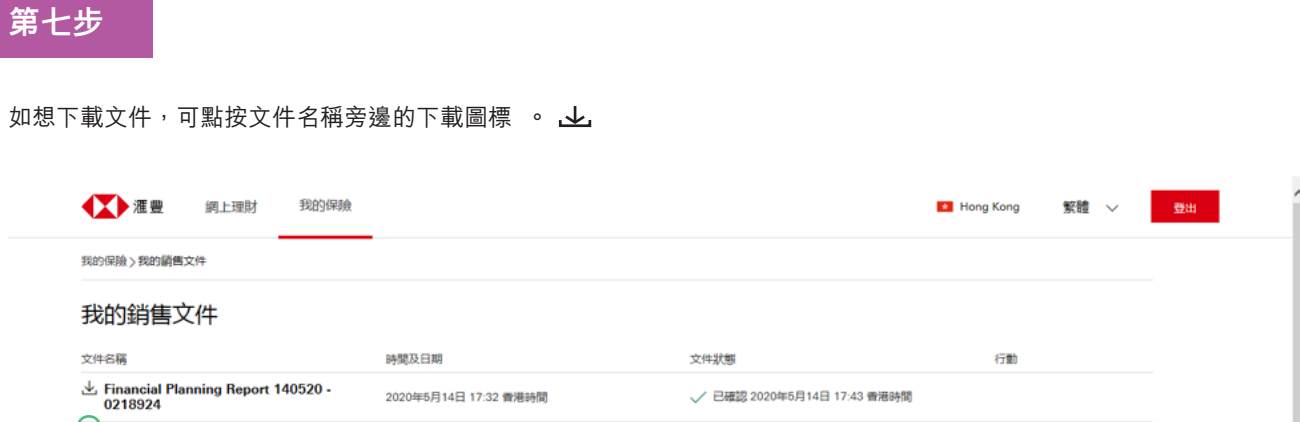 第七步
如想下載文件，可點按文件名稱旁邊的下載圖標 。
滙豐 網上理財 我的保險 Hong Kong 繁體 登出
我的保險 > 我的銷售文件
我的銷售文件
文件名稱 時間及日期 文件狀態 行動
Financial Planning Report 140520 - 2020年5月14日 17:32 香港時間 已確認 2020年5月14日 17:43 香港時間
0218924